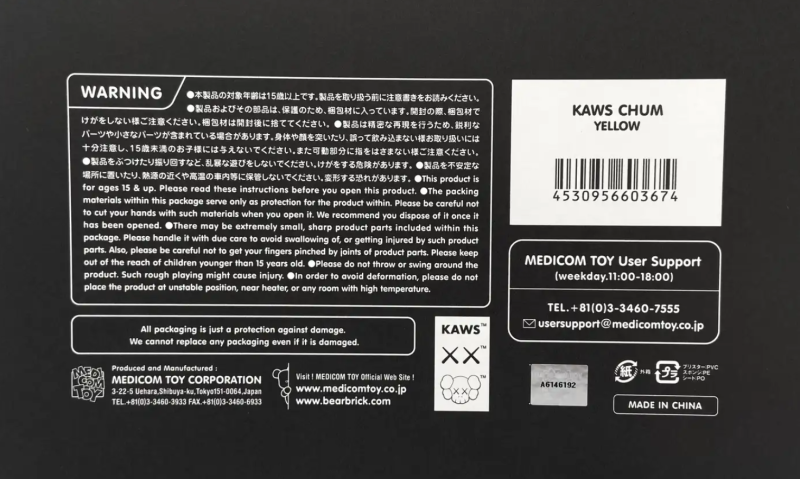 WARNING
●本製品の対象年齢は15歳以上です。製品を取り扱う前に注意書きをお読みください。
●製品およびその部品は、保護のため、梱包材に入っています。開封の際、梱包材で
けがをしない様ご注意ください。梱包材は開封後に捨ててください。●製品は精密な再現を行うため、鋭利な
パーツや小さなパーツが含まれている場合があります。身体や顔を突いたり、誤って飲み込まない様お取り扱いには
十分注意し、15歳未満のお子様には与えないでください。また可動部分に指をはさまない様ご注意ください。
●製品をぶつけたり振り回すなど、乱暴な遊びをしないでください。けがをする危険があります。●製品を不安定な
場所に置いたり、熱源の近くや高温の車内等に保管しないでください。変形する恐れがあります。●This product is
for ages 15 & up. Please read these instructions before you open this product. ●The packing
materials within this package serve only as protection for the product within. Please be careful not
to cut your hands with such materials when you open it. We recommend you dispose of it once it
has been opened. ●There may be extremely small, sharp product parts included within this
package. Please handle it with due care to avoid swallowing of, or getting injured by such product
parts. Also, please be careful not to get your fingers pinched by joints of product parts. Please keep
out of the reach of children younger than 15 years old. ●Please do not throw or swing around the
product. Such rough playing might cause injury. ●In order to avoid deformation, please do not
place the product at unstable position, near heater, or any room with high temperature.
All packaging is just a protection against damage.
We cannot replace any packaging even if it is damaged.
MEDICOM TOY
Produced and Manufactured :
MEDICOM TOY CORPORATION
3-22-5 Uehara,Shibuya-ku,Tokyo151-0064,Japan
TEL.+81(0)3-3460-3933 FAX.+81(0)3-3460-6933
Visit ! MEDICOM TOY Official Web Site !
www.medicomtoy.co.jp
www.bearbrick.com
KAWS™
XX™
KAWS CHUM
YELLOW
4530956603674
MEDICOM TOY User Support
(weekday.11:00-18:00)
TEL.+81(0)3-3460-7555
usersupport@medicomtoy.co.jp
A6146192
紙
外箱
プラ
ブリスターPVC
スポンジPE
シートPO
MADE IN CHINA